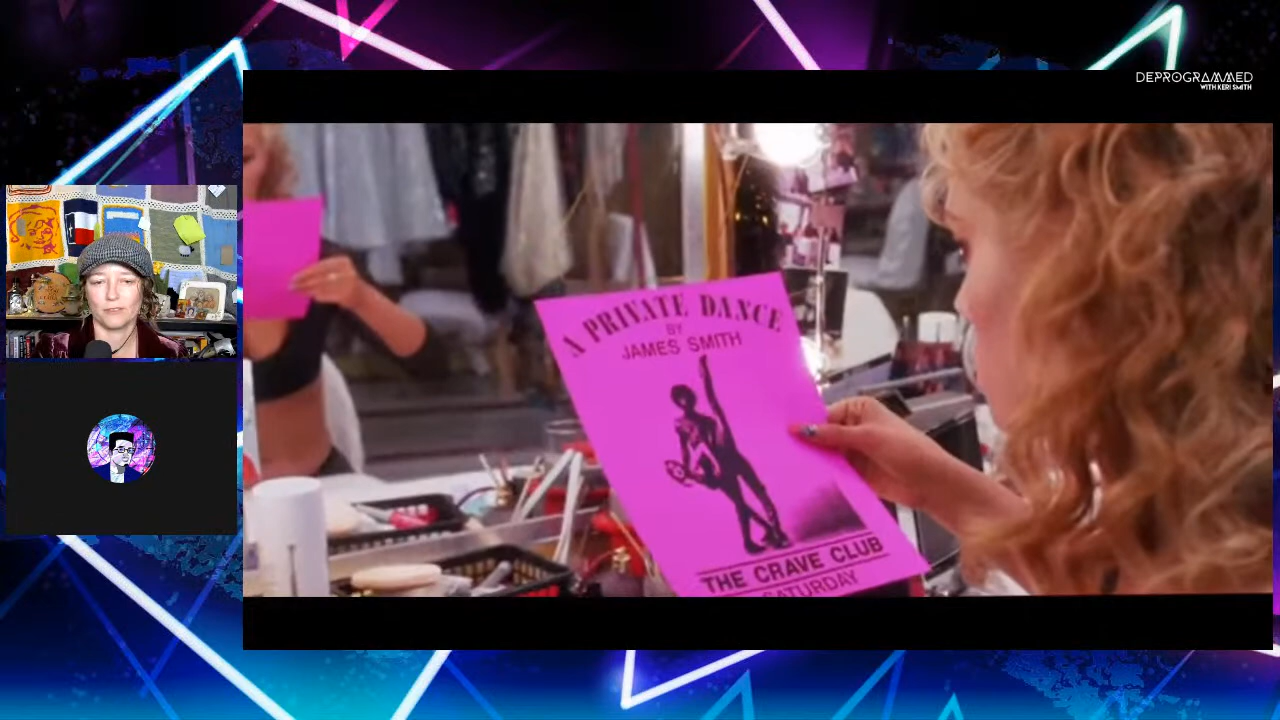 DEPROGRAMMED
WITH KERI SMITH
A PRIVATE DANCE
BY
JAMES SMITH
THE CRAVE CLUB
SATURDAY